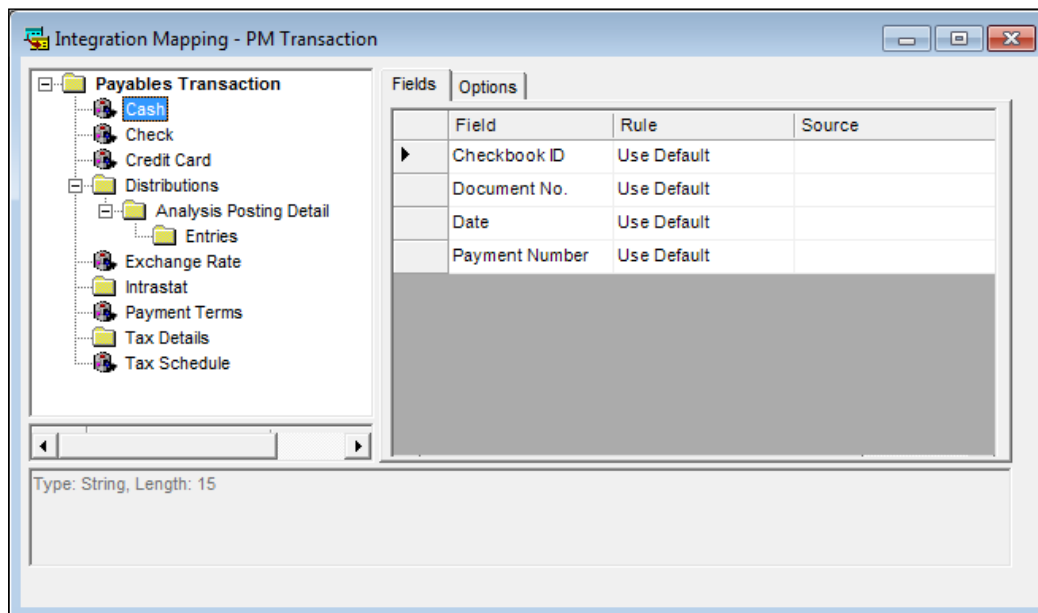 Integration Mapping - PM Transaction
Payables Transaction
Cash
Check
Credit Card
Distributions
Analysis Posting Detail
Entries
Exchange Rate
Intrastat
Payment Terms
Tax Details
Tax Schedule
Fields Options
Field Rule Source
Checkbook ID Use Default
Document No. Use Default
Date Use Default
Payment Number Use Default
Type: String, Length: 15